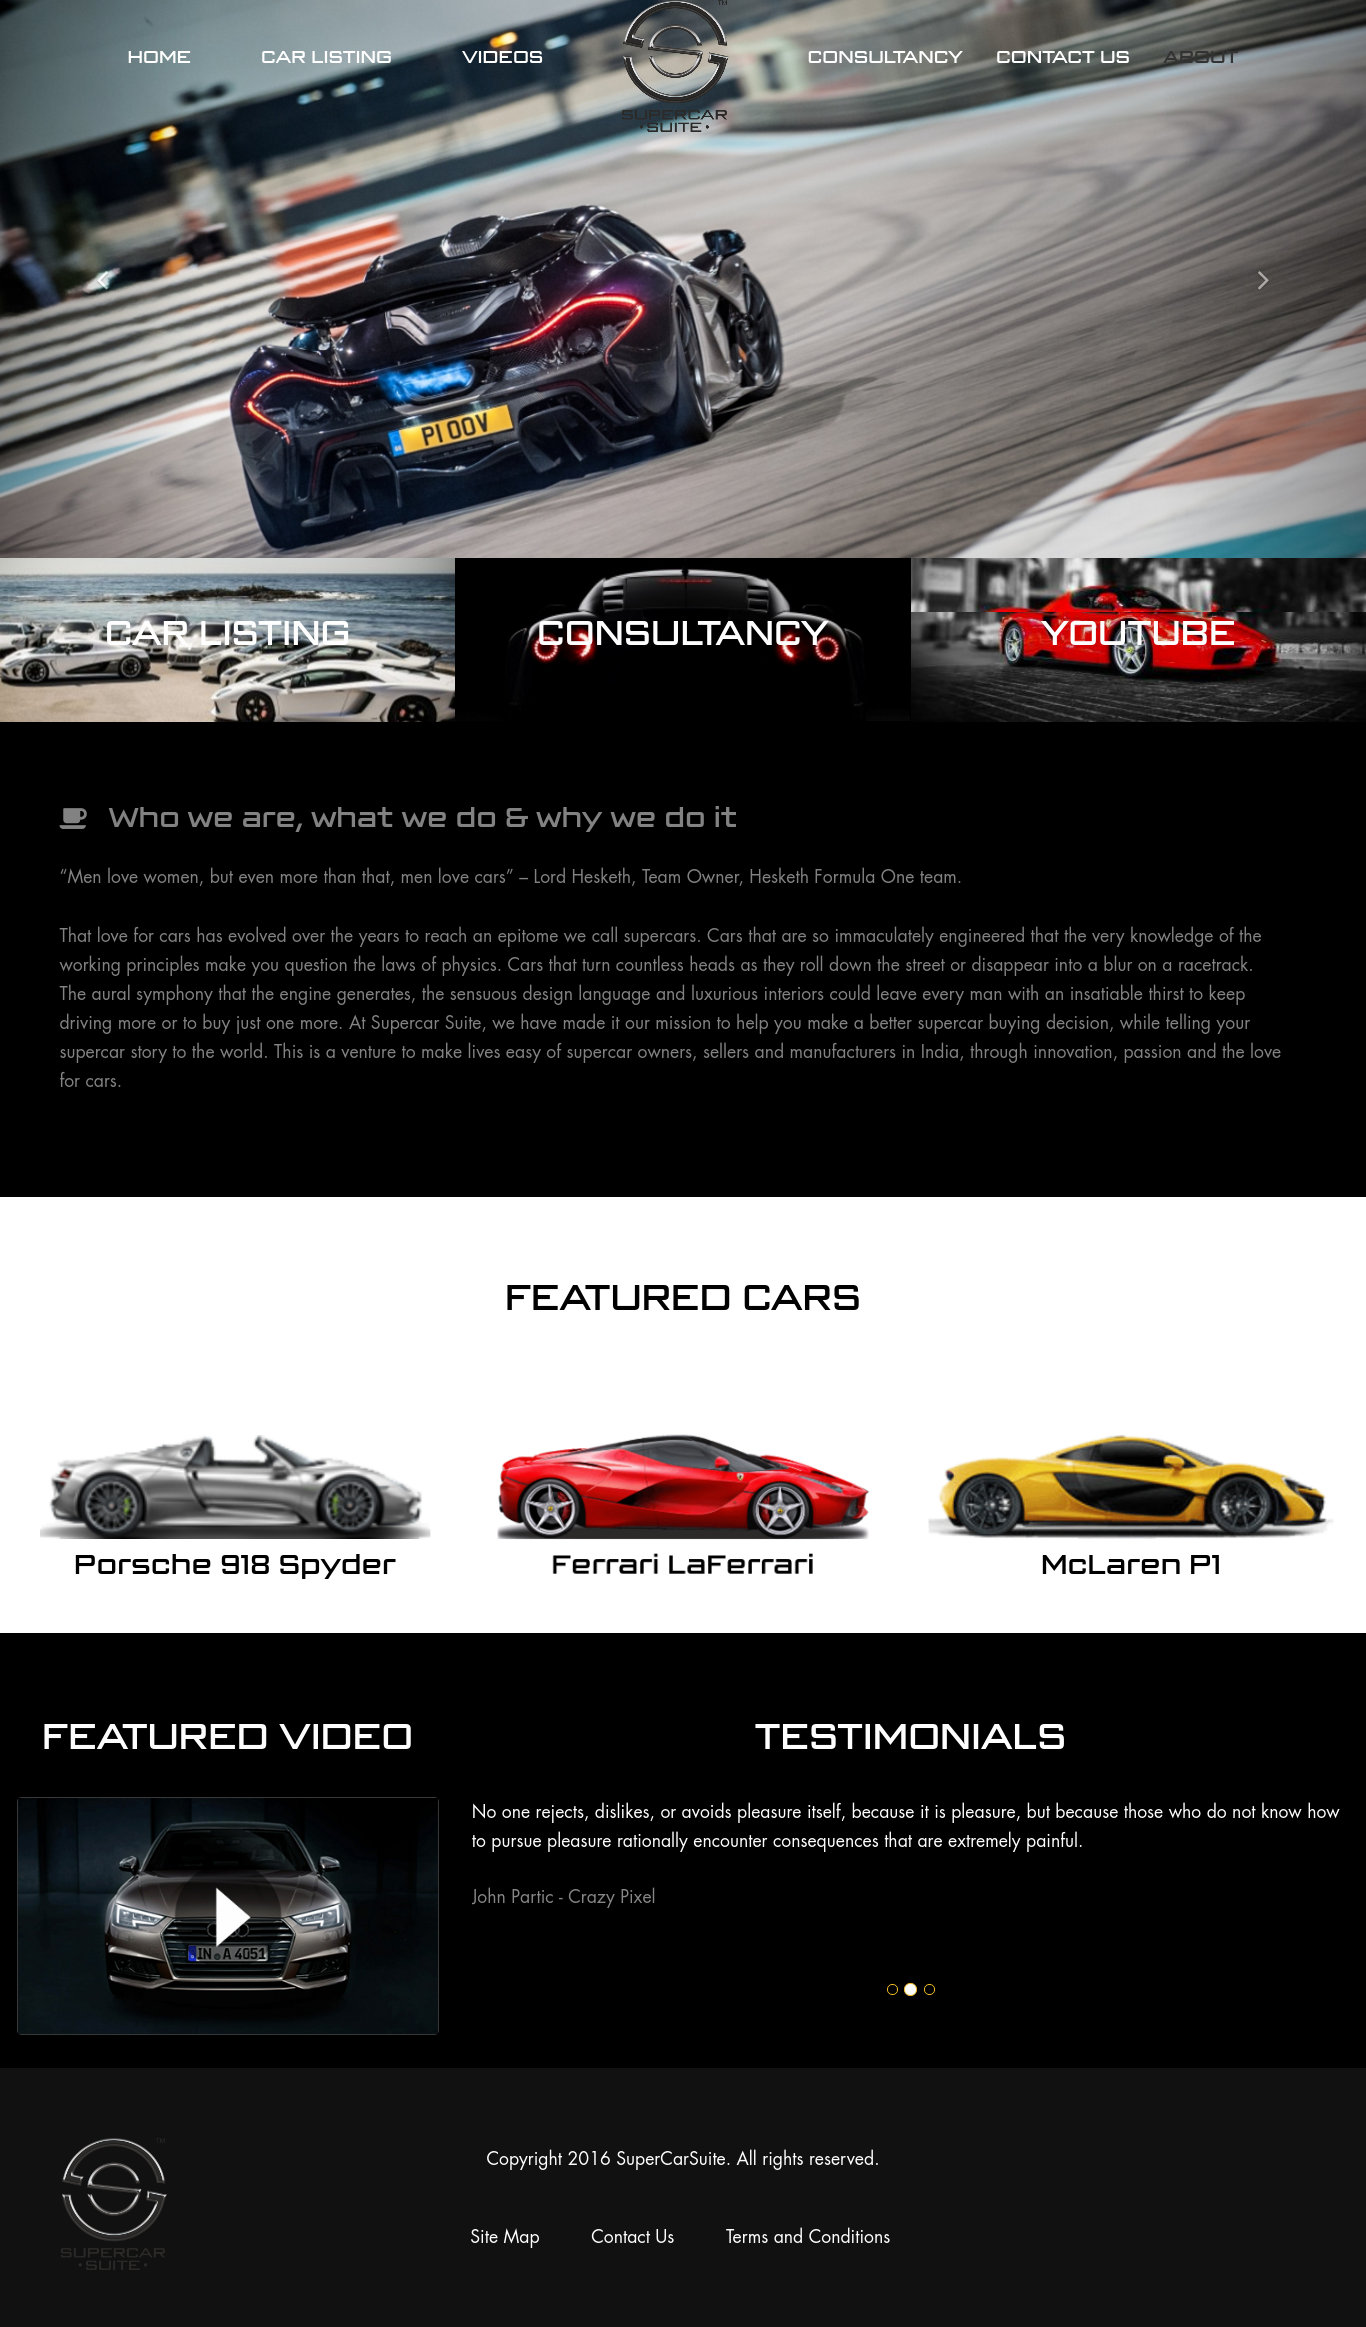 HOME CAR LISTING VIDEOS CONSULTANCY CONTACT US ABOUT
TM
SUPERCAR
•SUITE•
P1 OOV
CAR LISTING CONSULTANCY YOUTUBE
Who we are, what we do & why we do it
“Men love women, but even more than that, men love cars” – Lord Hesketh, Team Owner, Hesketh Formula One team.
That love for cars has evolved over the years to reach an epitome we call supercars. Cars that are so immaculately engineered that the very knowledge of the
working principles make you question the laws of physics. Cars that turn countless heads as they roll down the street or disappear into a blur on a racetrack.
The aural symphony that the engine generates, the sensuous design language and luxurious interiors could leave every man with an insatiable thirst to keep
driving more or to buy just one more. At Supercar Suite, we have made it our mission to help you make a better supercar buying decision, while telling your
supercar story to the world. This is a venture to make lives easy of supercar owners, sellers and manufacturers in India, through innovation, passion and the love
for cars.
FEATURED CARS
Porsche 918 Spyder Ferrari LaFerrari McLaren P1
FEATURED VIDEO
IN A 4051
TESTIMONIALS
No one rejects, dislikes, or avoids pleasure itself, because it is pleasure, but because those who do not know how
to pursue pleasure rationally encounter consequences that are extremely painful.
John Partic - Crazy Pixel
TM
SUPERCAR
•SUITE•
Copyright 2016 SuperCarSuite. All rights reserved.
Site Map Contact Us Terms and Conditions